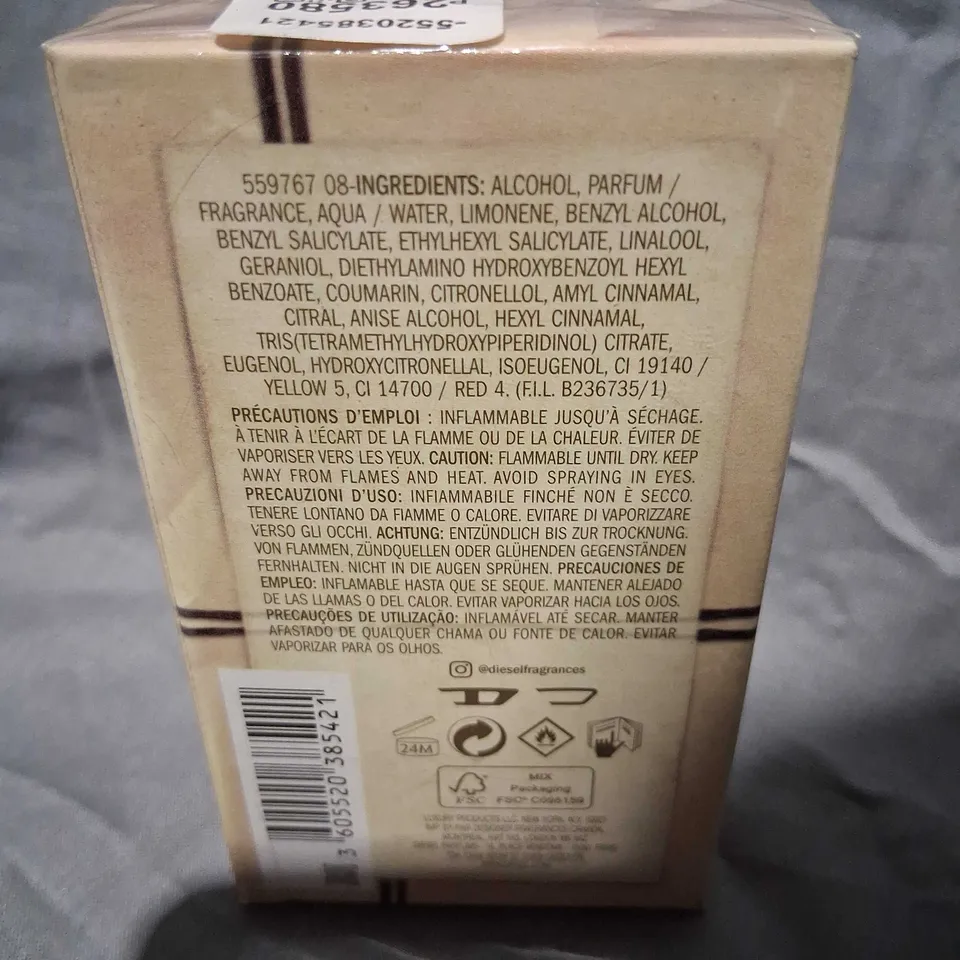 -5520385421
P263580
559767 08-INGREDIENTS: ALCOHOL, PARFUM /
FRAGRANCE, AQUA / WATER, LIMONENE, BENZYL ALCOHOL,
BENZYL SALICYLATE, ETHYLHEXYL SALICYLATE, LINALOOL,
GERANIOL, DIETHYLAMINO HYDROXYBENZOYL HEXYL
BENZOATE, COUMARIN, CITRONELLOL, AMYL CINNAMAL,
CITRAL, ANISE ALCOHOL, HEXYL CINNAMAL,
TRIS(TETRAMETHYLHYDROXYPIPERIDINOL) CITRATE,
EUGENOL, HYDROXYCITRONELLAL, ISOEUGENOL, CI 19140 /
YELLOW 5, CI 14700 / RED 4. (F.I.L. B236735/1)
PRÉCAUTIONS D'EMPLOI : INFLAMMABLE JUSQU'À SÉCHAGE.
À TENIR À L'ÉCART DE LA FLAMME OU DE LA CHALEUR. ÉVITER DE
VAPORISER VERS LES YEUX. CAUTION: FLAMMABLE UNTIL DRY. KEEP
AWAY FROM FLAMES AND HEAT. AVOID SPRAYING IN EYES.
PRECAUZIONI D'USO: INFIAMMABILE FINCHÉ NON È SECCO.
TENERE LONTANO DA FIAMME O CALORE. EVITARE DI VAPORIZZARE
VERSO GLI OCCHI. ACHTUNG: ENTZÜNDLICH BIS ZUR TROCKNUNG.
VON FLAMMEN, ZÜNDQUELLEN ODER GLÜHENDEN GEGENSTÄNDEN
FERNHALTEN. NICHT IN DIE AUGEN SPRÜHEN. PRECAUCIONES DE
EMPLEO: INFLAMABLE HASTA QUE SE SEQUE. MANTENER ALEJADO
DE LAS LLAMAS O DEL CALOR. EVITAR VAPORIZAR HACIA LOS OJOS.
PRECAUÇÕES DE UTILIZAÇÃO: INFLAMÁVEL ATÉ SECAR. MANTER
AFASTADO DE QUALQUER CHAMA OU FONTE DE CALOR. EVITAR
VAPORIZAR PARA OS OLHOS.
@dieselfragrances
24M
FSC
MIX
Packaging
FSC® C096159
LUXURY PRODUCTS LLC, NEW YORK, N.Y.
3 605520 385421